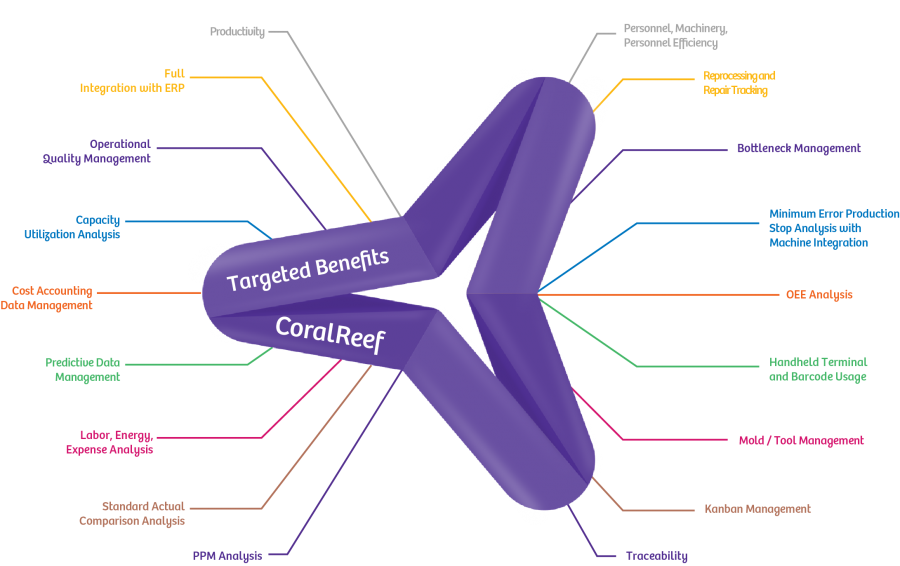 Productivity
Full
Integration with ERP
Operational
Quality Management
Capacity
Utilization Analysis
Cost Accounting
Data Management
Predictive Data
Management
Labor, Energy,
Expense Analysis
Standard Actual
Comparison Analysis
PPM Analysis
Targeted Benefits
CoralReef
Personnel, Machinery,
Personnel Efficiency
Reprocessing and
Repair Tracking
Bottleneck Management
Minimum Error Production
Stop Analysis with
Machine Integration
OEE Analysis
Handheld Terminal
and Barcode Usage
Mold / Tool Management
Kanban Management
Traceability